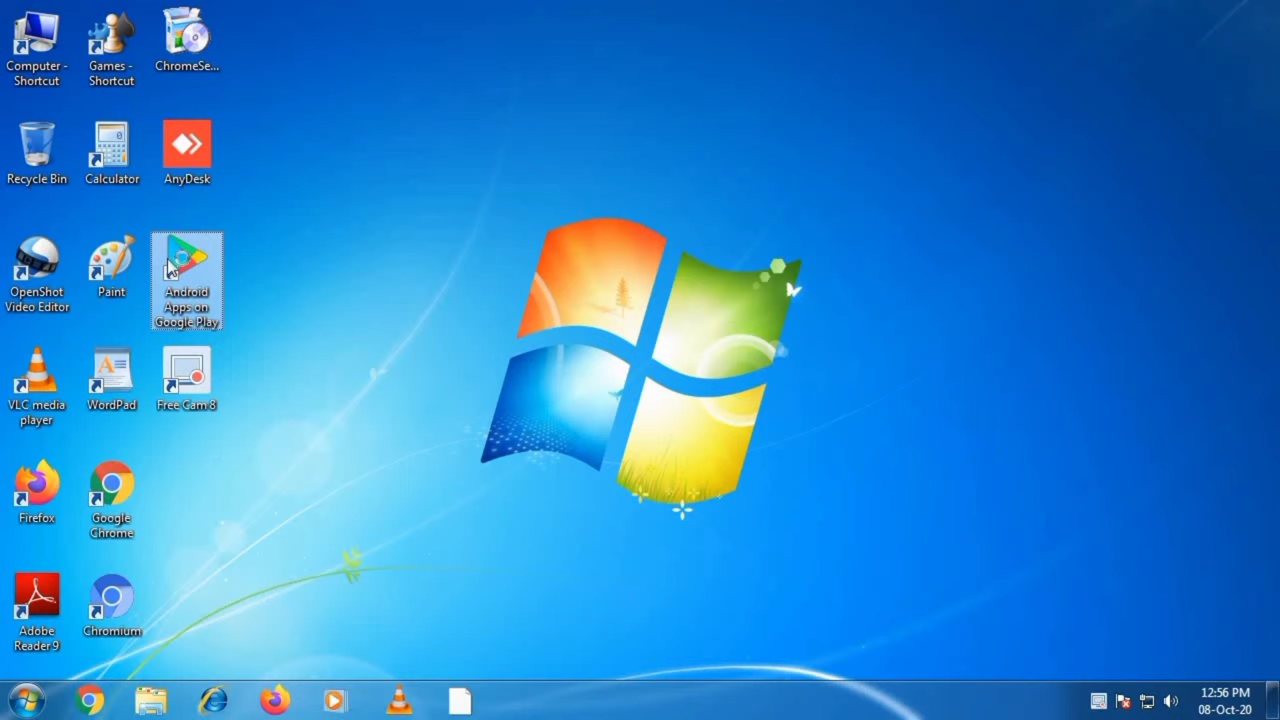 Computer -
Shortcut
Games -
Shortcut
ChromeSe...
Recycle Bin
Calculator
AnyDesk
OpenShot
Video Editor
Paint
Android
Apps on
Google Play
VLC media
player
WordPad
Free Cam 8
Firefox
Google
Chrome
Adobe
Reader 9
Chromium
12:56 PM
08-Oct-20